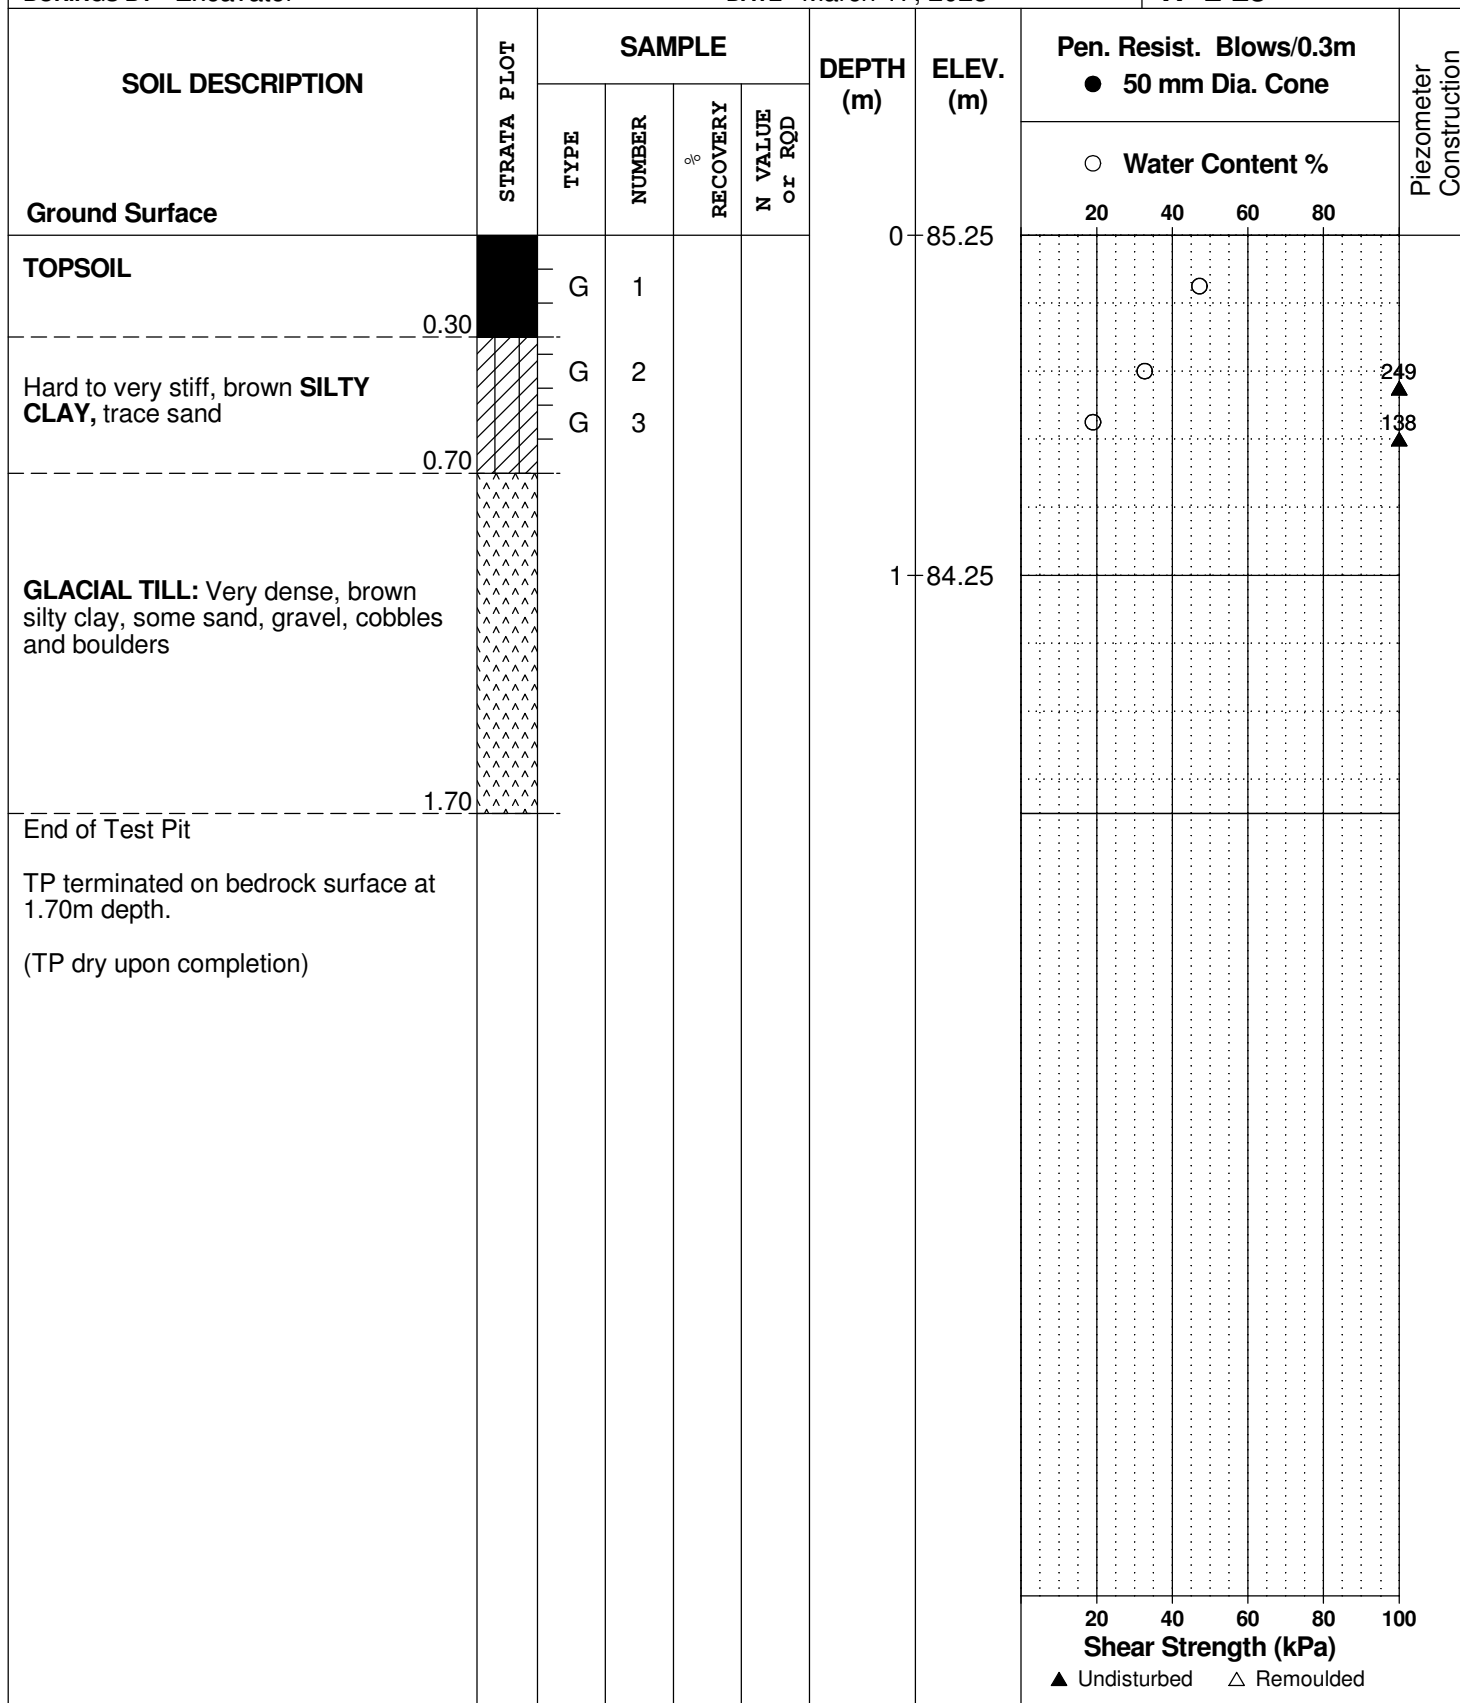 SOIL DESCRIPTION
Ground Surface
STRATA PLOT
SAMPLE
TYPE
NUMBER
%
RECOVERY
N VALUE
or RQD
DEPTH
(m)
ELEV.
(m)
Pen. Resist. Blows/0.3m
● 50 mm Dia. Cone
○ Water Content %
20 40 60 80
Piezometer
Construction
0 85.25
TOPSOIL
G 1
0.30
G 2
249
Hard to very stiff, brown SILTY
CLAY, trace sand
G 3
138
0.70
1 84.25
GLACIAL TILL: Very dense, brown
silty clay, some sand, gravel, cobbles
and boulders
1.70
End of Test Pit
TP terminated on bedrock surface at
1.70m depth.
(TP dry upon completion)
20 40 60 80 100
Shear Strength (kPa)
▲ Undisturbed △ Remoulded